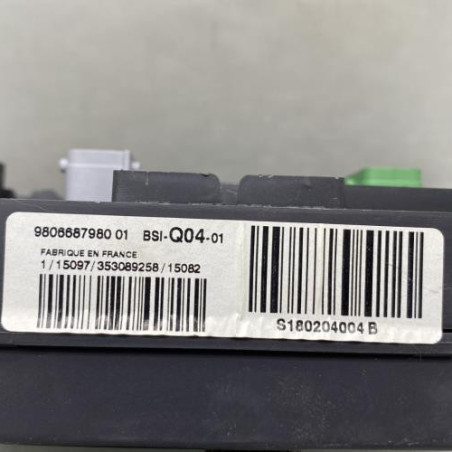 9806687980 01 BSI-Q04-01
FABRIQUE EN FRANCE
1/15097/353089258/15082
S180204004 B